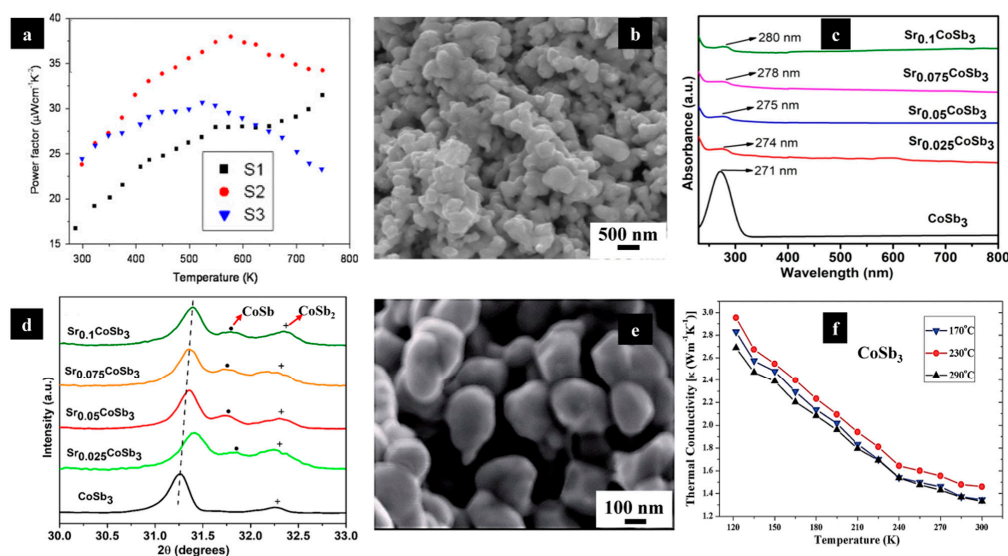 a
40
35
30
25
20
15
Power factor (μWcm⁻¹K⁻²)
S1
S2
S3
300 400 500 600 700 800
Temperature (K)
b
500 nm
c
Absorbance (a.u.)
280 nm
Sr0.1CoSb3
278 nm
Sr0.075CoSb3
275 nm
Sr0.05CoSb3
274 nm
Sr0.025CoSb3
271 nm
CoSb3
300 400 500 600 700 800
Wavelength (nm)
d
Intensity (a.u.)
CoSb
CoSb2
Sr0.1CoSb3
Sr0.075CoSb3
Sr0.05CoSb3
Sr0.025CoSb3
CoSb3
30.0 30.5 31.0 31.5 32.0 32.5 33.0
2θ (degrees)
e
100 nm
f
Thermal Conductivity [κ (Wm⁻¹K⁻¹)]
3.0
2.8
2.6
2.4
2.2
2.0
1.8
1.6
1.4
1.2
CoSb3
170°C
230°C
290°C
120 150 180 210 240 270 300
Temperature (K)